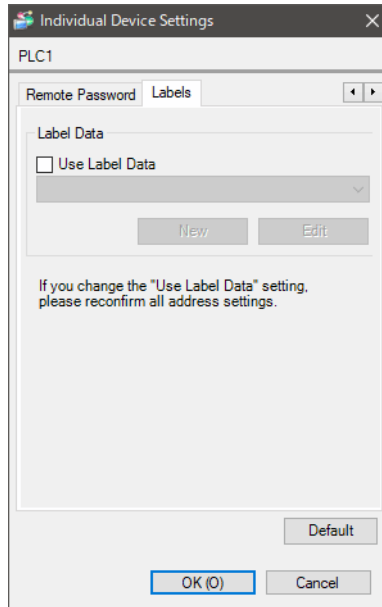 Individual Device Settings
PLC1
Remote Password Labels
Label Data
Use Label Data
New Edit
If you change the "Use Label Data" setting,
please reconfirm all address settings.
Default
OK (O) Cancel